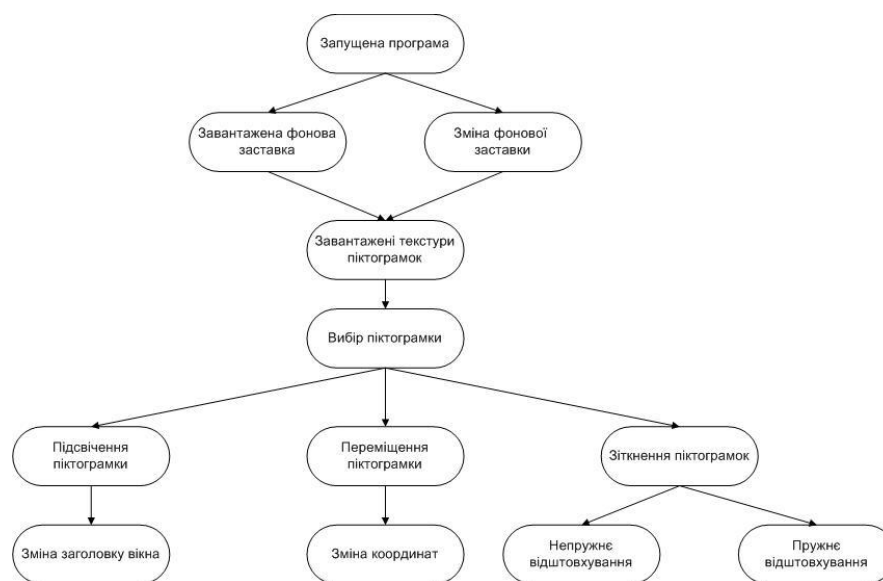 Запущена програма
Завантажена фонова
заставка
Зміна фонової
заставки
Завантажені текстури
піктограмок
Вибір піктограмки
Підсвічення
піктограмки
Переміщення
піктограмки
Зіткнення піктограмок
Зміна заголовку вікна
Зміна координат
Непружнє
відштовхування
Пружнє
відштовхування